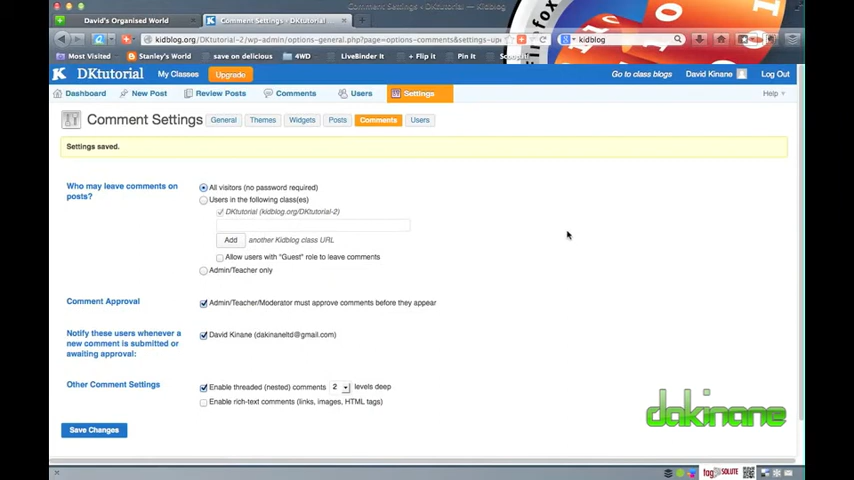 Comment Settings ‹ DKtutorial — Kidblog
David's Organised World
Comment Settings ‹ DKtutorial —
kidblog.org/DKtutorial-2/wp-admin/options-general.php?page=options-comments&settings-up
kidblog
Most Visited
Stanley's World
save on delicious
4WD
LiveBinder It
+ Flip it
Pin It
Scoop.it
K DKtutorial
My Classes
Upgrade
Go to class blogs
David Kinane
Log Out
Dashboard
New Post
Review Posts
Comments
Users
Settings
Help
Comment Settings
General
Themes
Widgets
Posts
Comments
Users
Settings saved.
Who may leave comments on
posts?
All visitors (no password required)
Users in the following class(es)
DKtutorial (kidblog.org/DKtutorial-2)
Add
another Kidblog class URL
Allow users with "Guest" role to leave comments
Admin/Teacher only
Comment Approval
Admin/Teacher/Moderator must approve comments before they appear
Notify these users whenever a
new comment is submitted or
awaiting approval:
David Kinane (dakinaneltd@gmail.com)
Other Comment Settings
Enable threaded (nested) comments 2 levels deep
Enable rich-text comments (links, images, HTML tags)
dakinane
Save Changes
tag SOLUTE